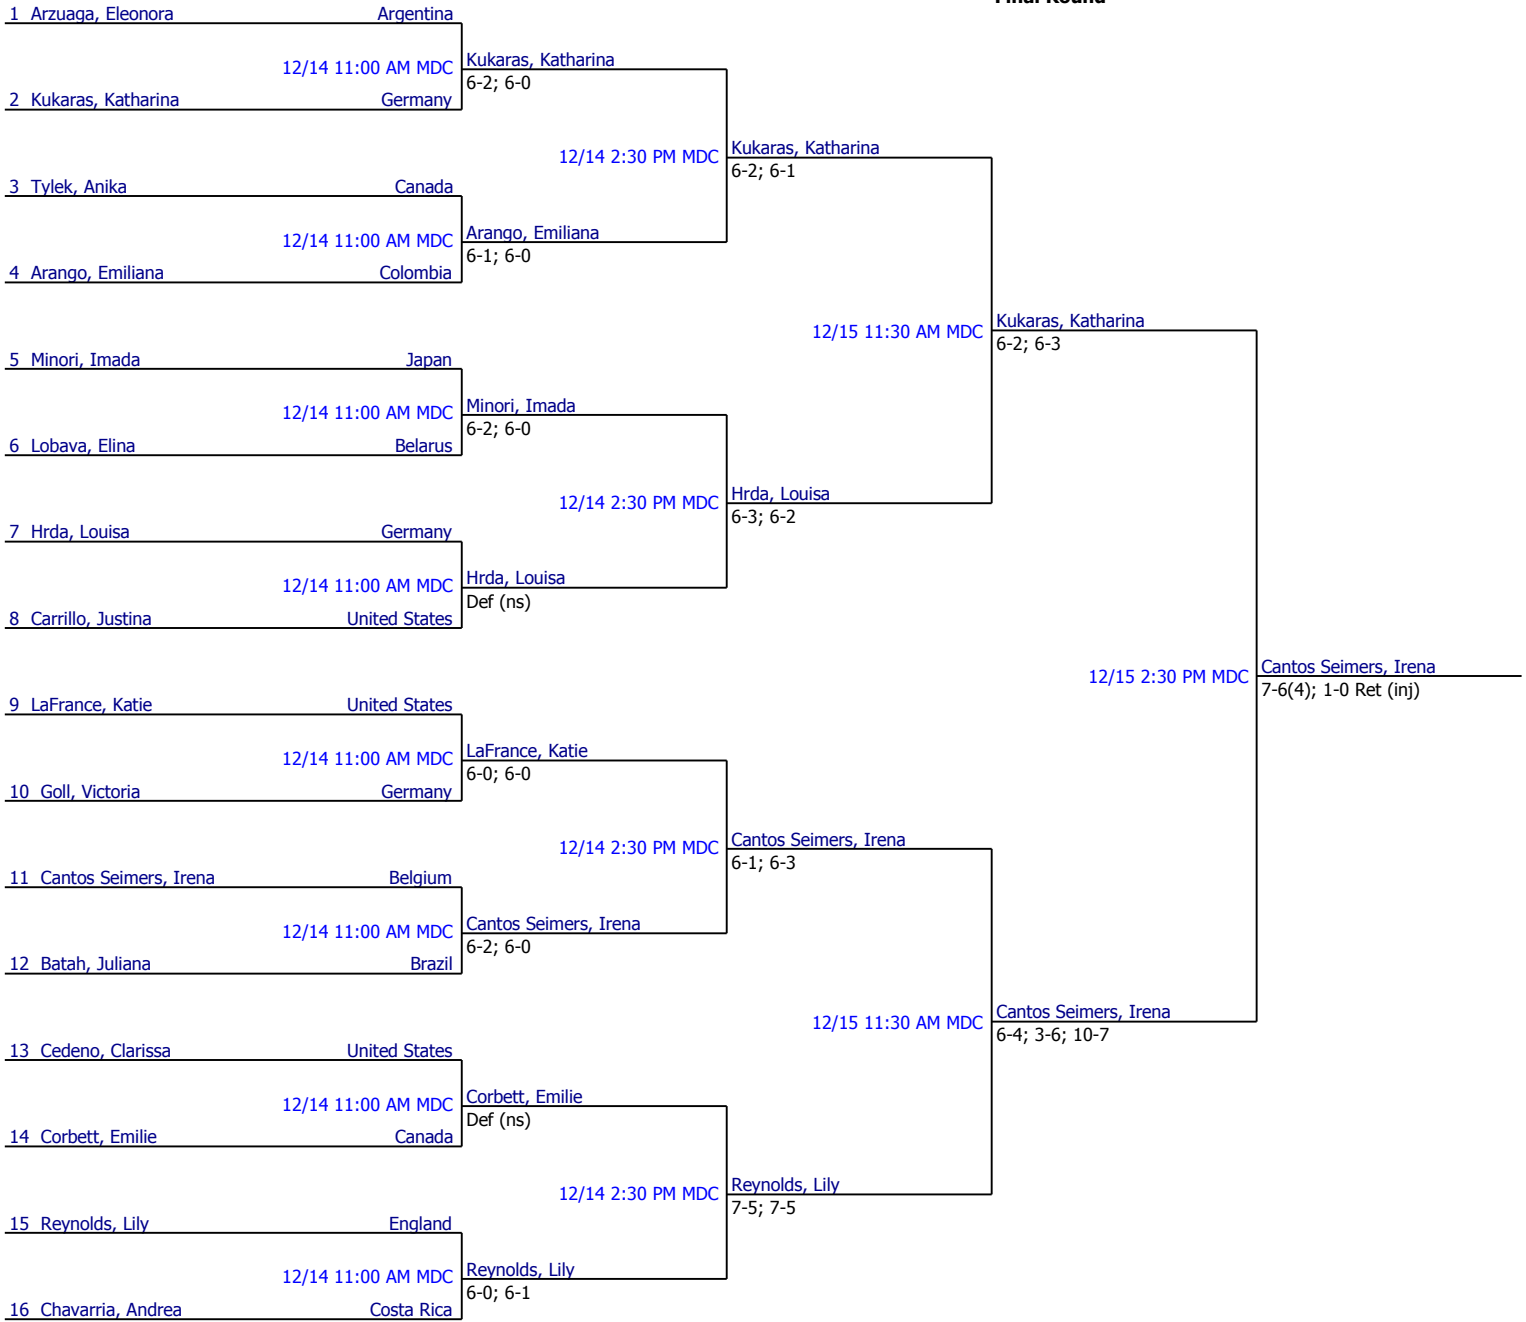 Final Round
1 Arzuaga, Eleonora Argentina
12/14 11:00 AM MDC Kukaras, Katharina
6-2; 6-0
2 Kukaras, Katharina Germany
12/14 2:30 PM MDC Kukaras, Katharina
6-2; 6-1
3 Tylek, Anika Canada
12/14 11:00 AM MDC Arango, Emiliana
6-1; 6-0
4 Arango, Emiliana Colombia
12/15 11:30 AM MDC Kukaras, Katharina
6-2; 6-3
5 Minori, Imada Japan
12/14 11:00 AM MDC Minori, Imada
6-2; 6-0
6 Lobava, Elina Belarus
12/14 2:30 PM MDC Hrda, Louisa
6-3; 6-2
7 Hrda, Louisa Germany
12/14 11:00 AM MDC Hrda, Louisa
Def (ns)
8 Carrillo, Justina United States
12/15 2:30 PM MDC Cantos Seimers, Irena
7-6(4); 1-0 Ret (inj)
9 LaFrance, Katie United States
12/14 11:00 AM MDC LaFrance, Katie
6-0; 6-0
10 Goll, Victoria Germany
12/14 2:30 PM MDC Cantos Seimers, Irena
6-1; 6-3
11 Cantos Seimers, Irena Belgium
12/14 11:00 AM MDC Cantos Seimers, Irena
6-2; 6-0
12 Batah, Juliana Brazil
12/15 11:30 AM MDC Cantos Seimers, Irena
6-4; 3-6; 10-7
13 Cedeno, Clarissa United States
12/14 11:00 AM MDC Corbett, Emilie
Def (ns)
14 Corbett, Emilie Canada
12/14 2:30 PM MDC Reynolds, Lily
7-5; 7-5
15 Reynolds, Lily England
12/14 11:00 AM MDC Reynolds, Lily
6-0; 6-1
16 Chavarria, Andrea Costa Rica